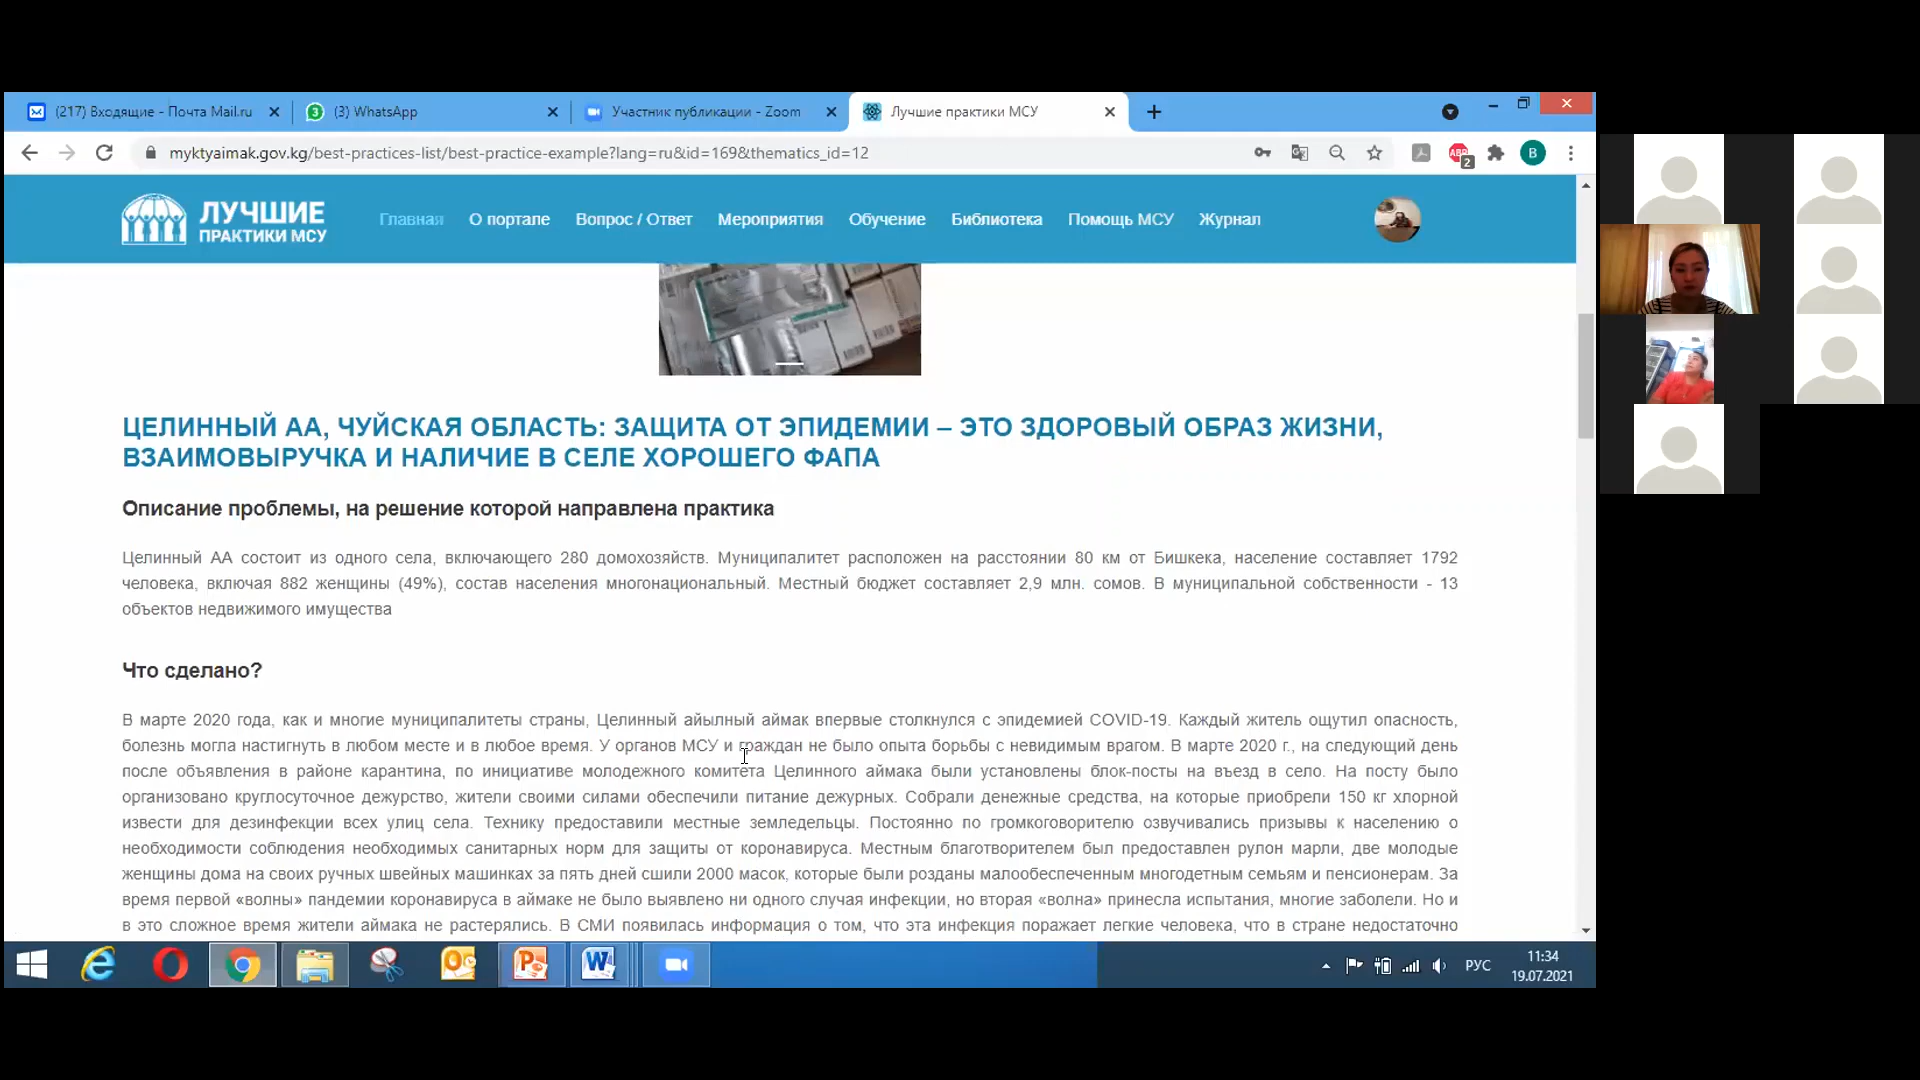 (217) Входящие - Почта Mail.ru
3 (3) WhatsApp
Участник публикации - Zoom
Лучшие практики МСУ
myktyaimak.gov.kg/best-practices-list/best-practice-example?lang=ru&id=169&thematics_id=12
ABP 2
B
ЛУЧШИЕ
ПРАКТИКИ МСУ
Главная О портале Вопрос / Ответ Мероприятия Обучение Библиотека Помощь МСУ Журнал
ЦЕЛИННЫЙ АА, ЧУЙСКАЯ ОБЛАСТЬ: ЗАЩИТА ОТ ЭПИДЕМИИ – ЭТО ЗДОРОВЫЙ ОБРАЗ ЖИЗНИ,
ВЗАИМОВЫРУЧКА И НАЛИЧИЕ В СЕЛЕ ХОРОШЕГО ФАПА
Описание проблемы, на решение которой направлена практика
Целинный АА состоит из одного села, включающего 280 домохозяйств. Муниципалитет расположен на расстоянии 80 км от Бишкека, население составляет 1792
человека, включая 882 женщины (49%), состав населения многонациональный. Местный бюджет составляет 2,9 млн. сомов. В муниципальной собственности - 13
объектов недвижимого имущества
Что сделано?
В марте 2020 года, как и многие муниципалитеты страны, Целинный айылный аймак впервые столкнулся с эпидемией COVID-19. Каждый житель ощутил опасность,
болезнь могла настигнуть в любом месте и в любое время. У органов МСУ и граждан не было опыта борьбы с невидимым врагом. В марте 2020 г., на следующий день
после объявления в районе карантина, по инициативе молодежного комитета Целинного аймака были установлены блок-посты на въезд в село. На посту было
организовано круглосуточное дежурство, жители своими силами обеспечили питание дежурных. Собрали денежные средства, на которые приобрели 150 кг хлорной
извести для дезинфекции всех улиц села. Технику предоставили местные земледельцы. Постоянно по громкоговорителю озвучивались призывы к населению о
необходимости соблюдения необходимых санитарных норм для защиты от коронавируса. Местным благотворителем был предоставлен рулон марли, две молодые
женщины дома на своих ручных швейных машинках за пять дней сшили 2000 масок, которые были розданы малообеспеченным многодетным семьям и пенсионерам. За
время первой «волны» пандемии коронавируса в аймаке не было выявлено ни одного случая инфекции, но вторая «волна» принесла испытания, многие заболели. Но и
в это сложное время жители аймака не растерялись. В СМИ появилась информация о том, что эта инфекция поражает легкие человека, что в стране недостаточно
РУС
11:34
19.07.2021